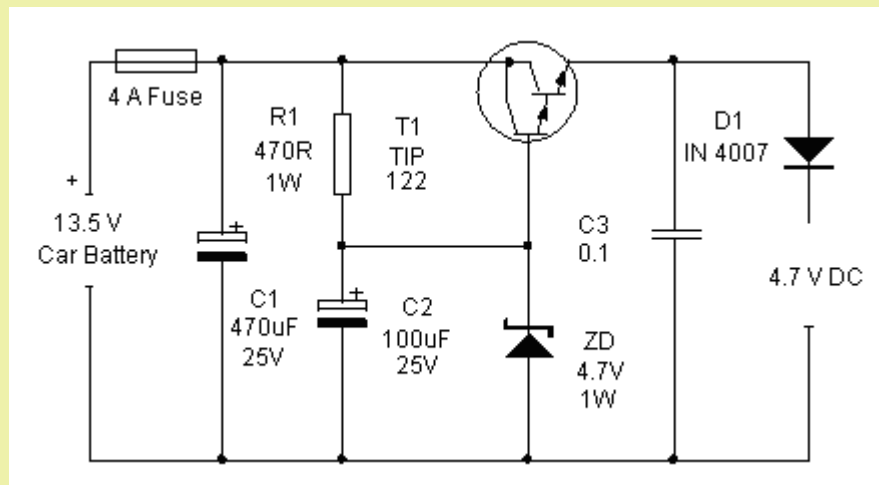 4 A Fuse
R1
470R
1W
T1
TIP
122
D1
IN 4007
+
13.5 V
Car Battery
+
C1
470uF
25V
+
C2
100uF
25V
C3
0.1
ZD
4.7V
1W
4.7 V DC